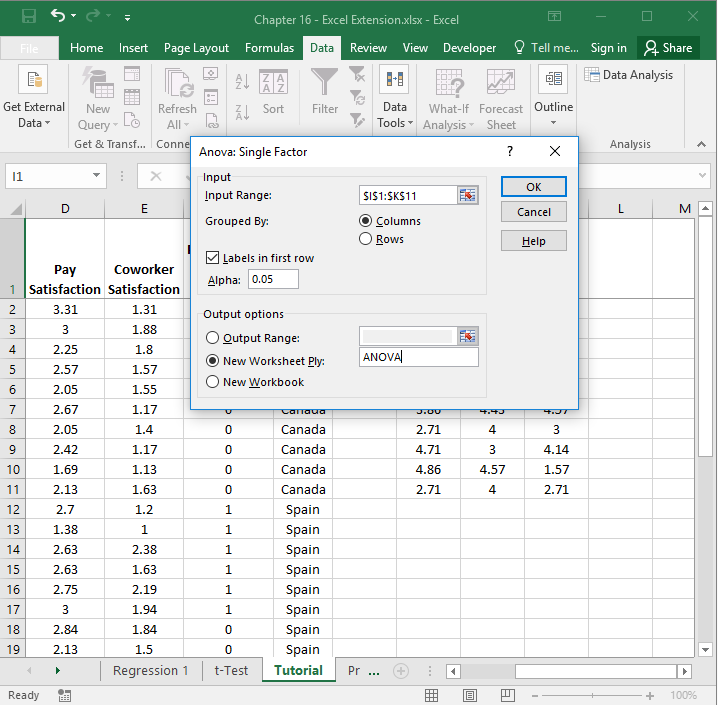 Chapter 16 - Excel Extension.xlsx - Excel
File Home Insert Page Layout Formulas Data Review View Developer Tell me... Sign in Share
Get External Data
New Query
Refresh All
Sort
Filter
Data Tools
What-If Analysis
Forecast Sheet
Outline
Data Analysis
Get & Transf... Conne Analysis
I1
Anova: Single Factor ?
Input
Input Range: $I$1:$K$11
Grouped By: Columns
Rows
Labels in first row
Alpha: 0.05
Output options
Output Range:
New Worksheet Ply: ANOVA
New Workbook
OK
Cancel
Help
D E L M
1 Pay Satisfaction Coworker Satisfaction
2 3.31 1.31
3 3 1.88
4 2.25 1.8
5 2.57 1.57
6 2.05 1.55
7 2.67 1.17 0 Canada 3.86 4.43 4.57
8 2.05 1.4 0 Canada 2.71 4 3
9 2.42 1.17 0 Canada 4.71 3 4.14
10 1.69 1.13 0 Canada 4.86 4.57 1.57
11 2.13 1.63 0 Canada 2.71 4 2.71
12 2.7 1.2 1 Spain
13 1.38 1 1 Spain
14 2.63 2.38 1 Spain
15 2.63 1.63 1 Spain
16 2.75 2.19 1 Spain
17 3 1.94 1 Spain
18 2.84 1.84 0 Spain
19 2.13 1.5 0 Spain
Regression 1 t-Test Tutorial Pr ...
Ready 100%